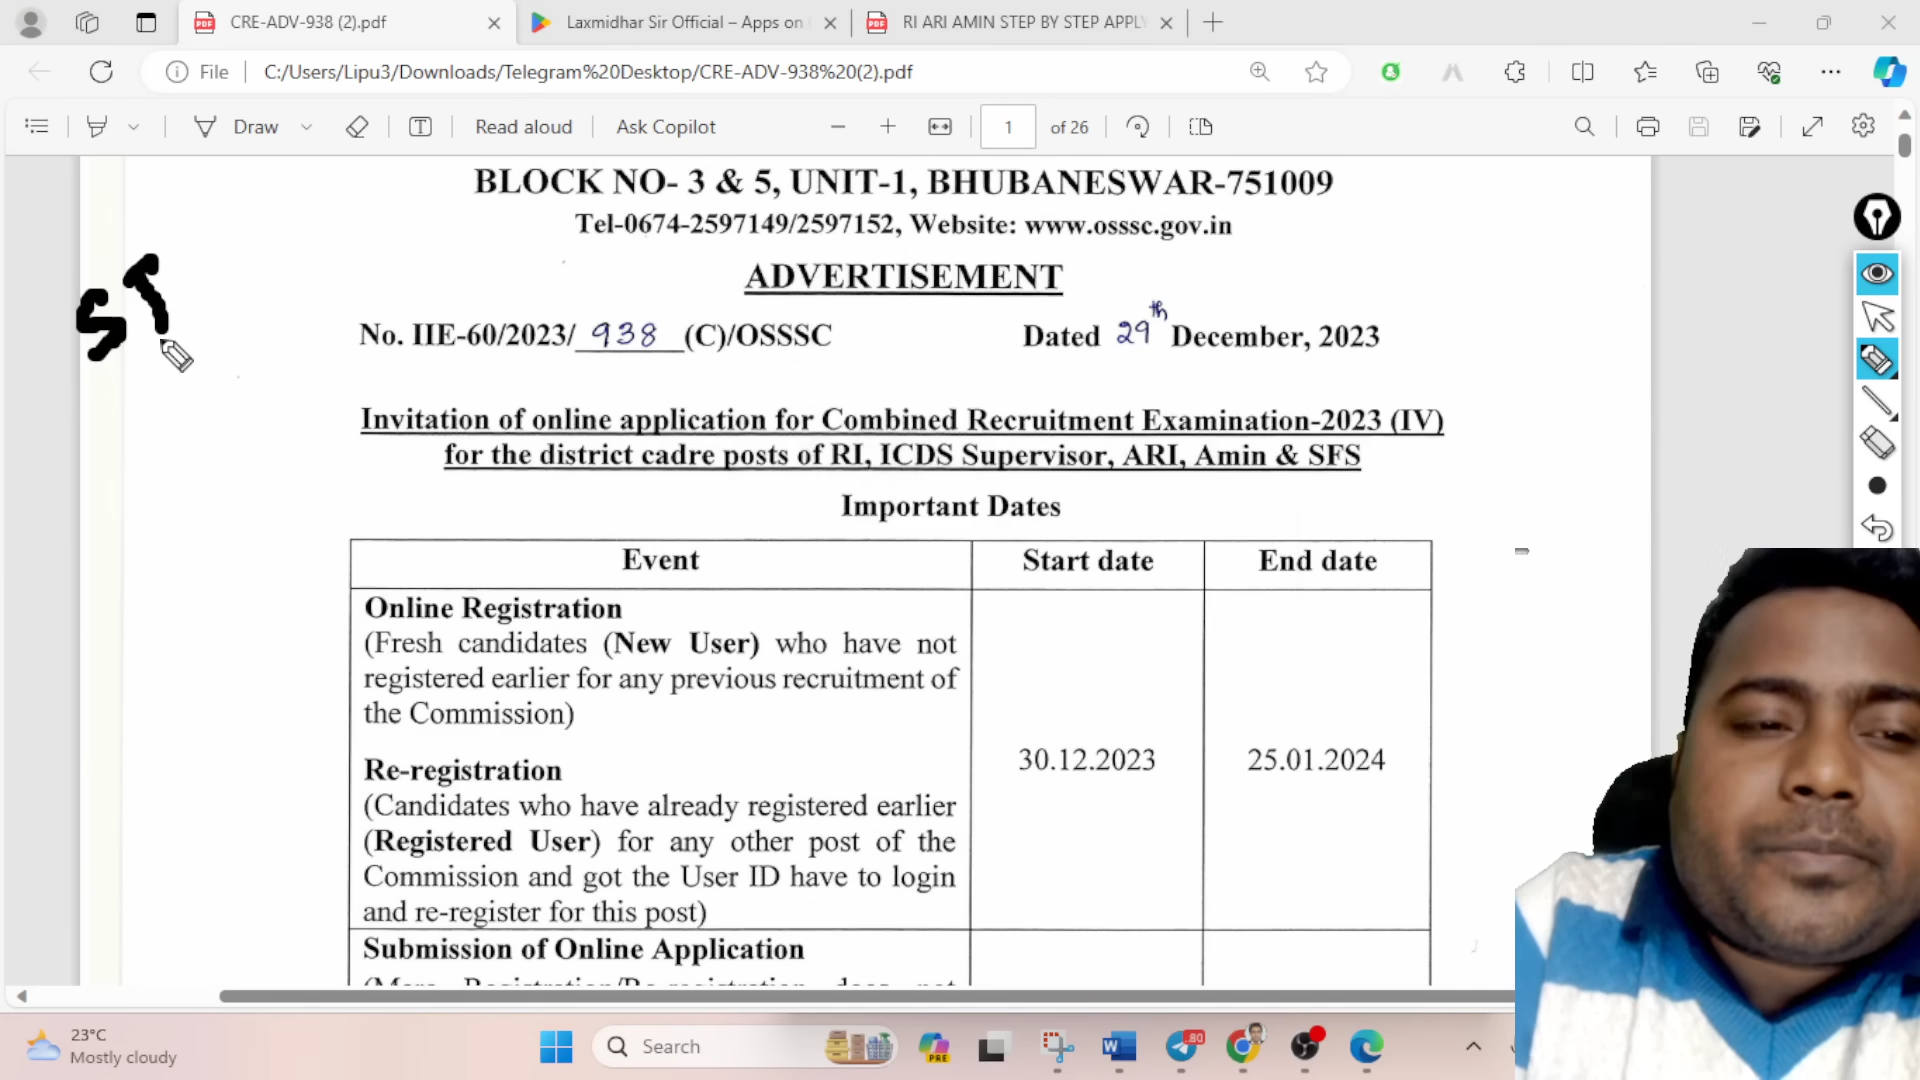 CRE-ADV-938 (2).pdf
Laxmidhar Sir Official – Apps on
RI ARI AMIN STEP BY STEP APPLY
File
C:/Users/Lipu3/Downloads/Telegram%20Desktop/CRE-ADV-938%20(2).pdf
Draw
Read aloud
Ask Copilot
1 of 26
BLOCK NO- 3 & 5, UNIT-1, BHUBANESWAR-751009
Tel-0674-2597149/2597152, Website: www.osssc.gov.in
ADVERTISEMENT
ST
No. IIE-60/2023/ 938 (C)/OSSSC Dated 29th December, 2023
Invitation of online application for Combined Recruitment Examination-2023 (IV)
for the district cadre posts of RI, ICDS Supervisor, ARI, Amin & SFS
Important Dates
Event Start date End date
Online Registration
(Fresh candidates (New User) who have not
registered earlier for any previous recruitment of
the Commission)
Re-registration
(Candidates who have already registered earlier
(Registered User) for any other post of the
Commission and got the User ID have to login
and re-register for this post)
30.12.2023 25.01.2024
Submission of Online Application
23°C
Mostly cloudy
Search
PRE
80